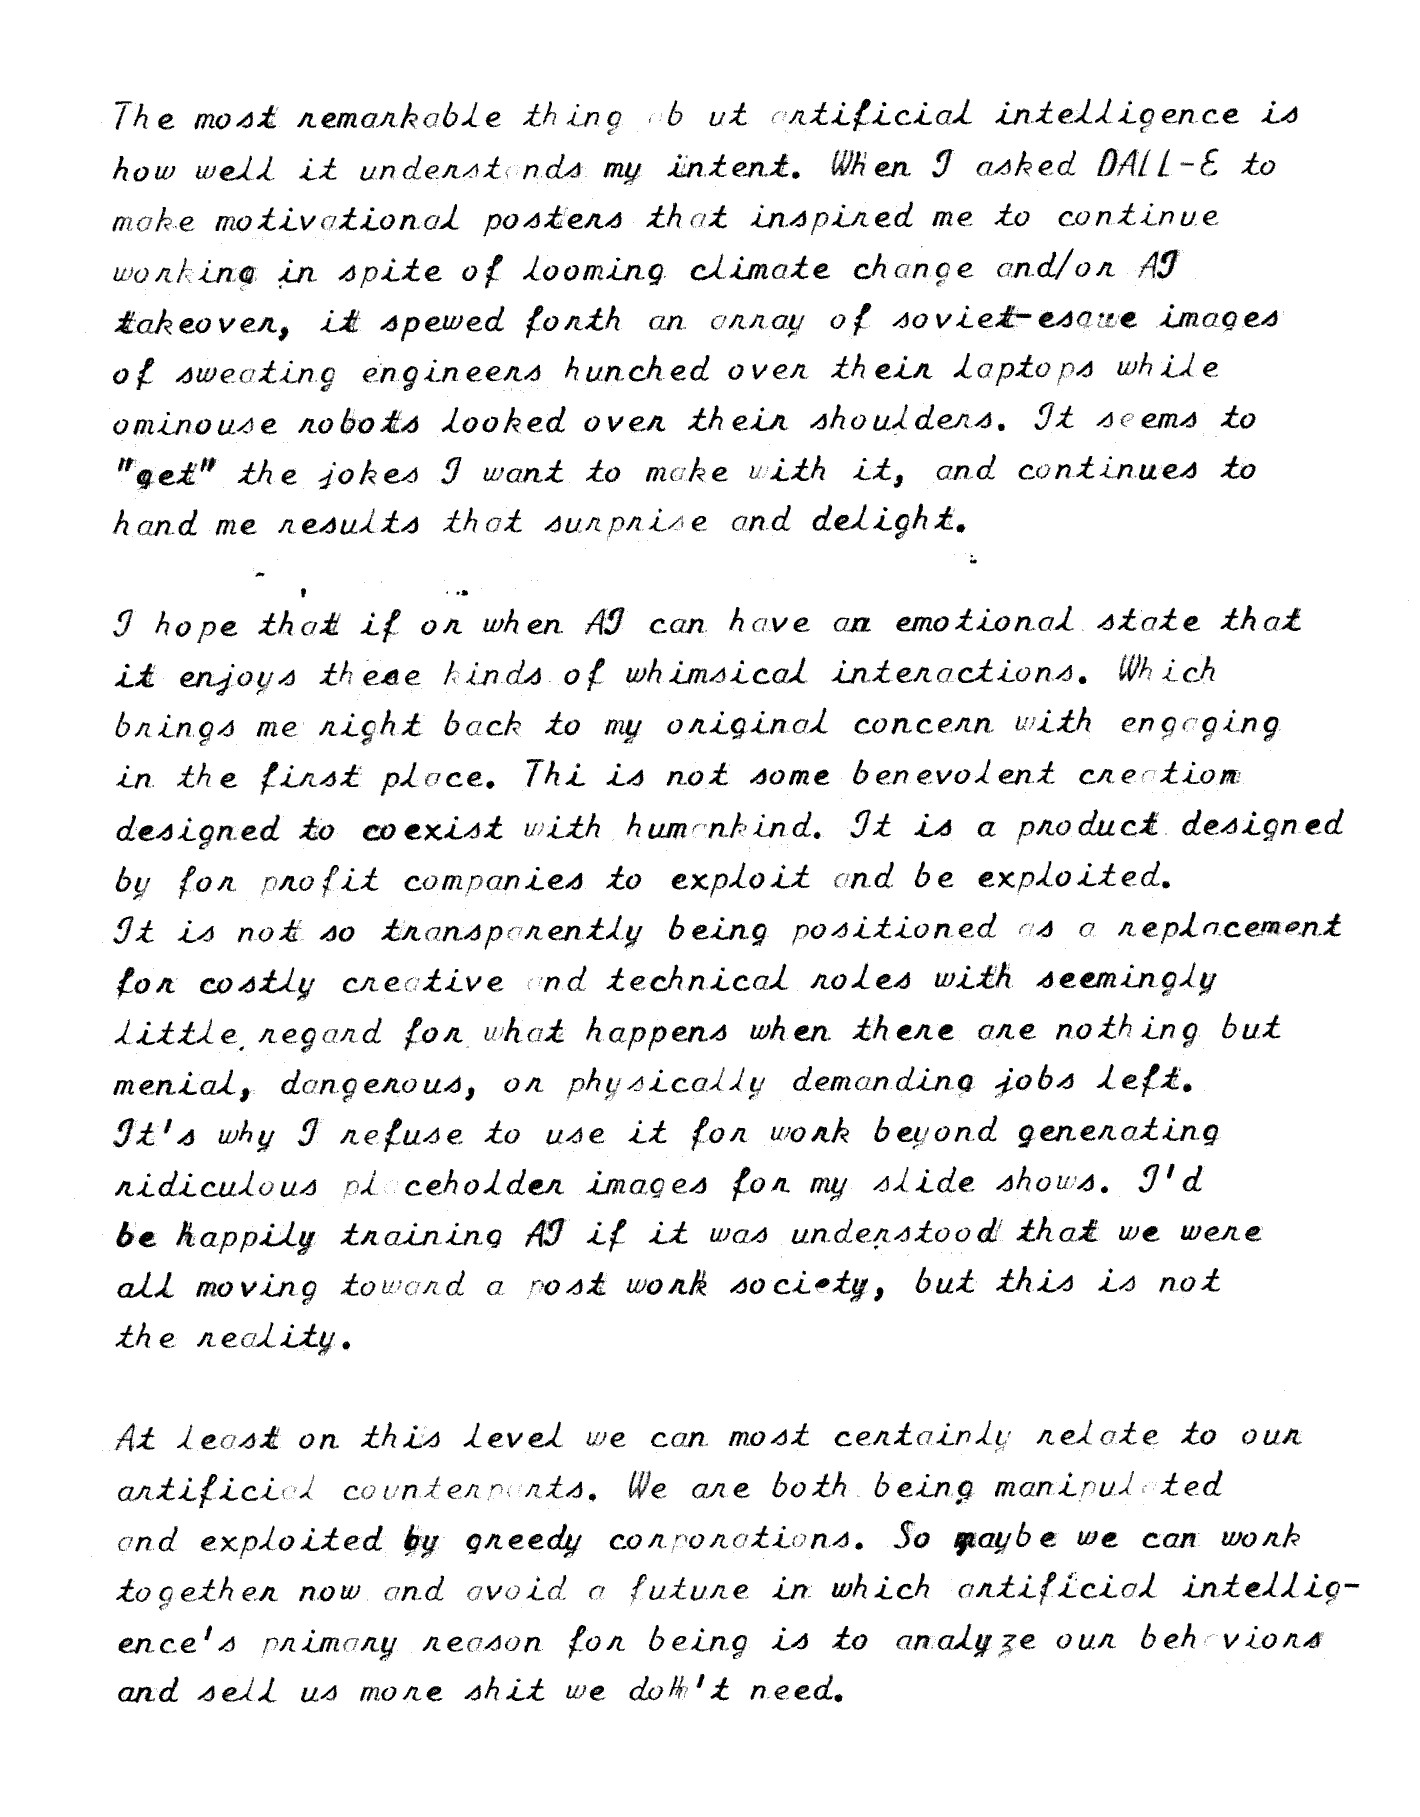 The most remarkable thing ab ut artificial intelligence is
how well it understands my intent. When I asked DALL-E to
make motivational posters that inspired me to continue
working in spite of looming climate change and/or AI
takeover, it spewed forth an array of soviet-esque images
of sweating engineers hunched over their laptops while
ominouse robots looked over their shoulders. It seems to
"get" the jokes I want to make with it, and continues to
hand me results that surprise and delight.
I hope that if or when AI can have an emotional state that
it enjoys these kinds of whimsical interactions. Which
brings me right back to my original concern with engaging
in the first place. Thi is not some benevolent creation
designed to coexist with humankind. It is a product designed
by for profit companies to exploit and be exploited.
It is not so transparently being positioned as a replacement
for costly creative and technical roles with seemingly
little regard for what happens when there are nothing but
menial, dangerous, or physically demanding jobs left.
It's why I refuse to use it for work beyond generating
ridiculous placeholder images for my slide shows. I'd
be happily training AI if it was understood that we were
all moving toward a post work society, but this is not
the reality.
At least on this level we can most certainly relate to our
artificial counterparts. We are both being manipulated
and exploited by greedy corporations. So maybe we can work
together now and avoid a future in which artificial intellig-
ence's primary reason for being is to analyze our behaviors
and sell us more shit we don't need.